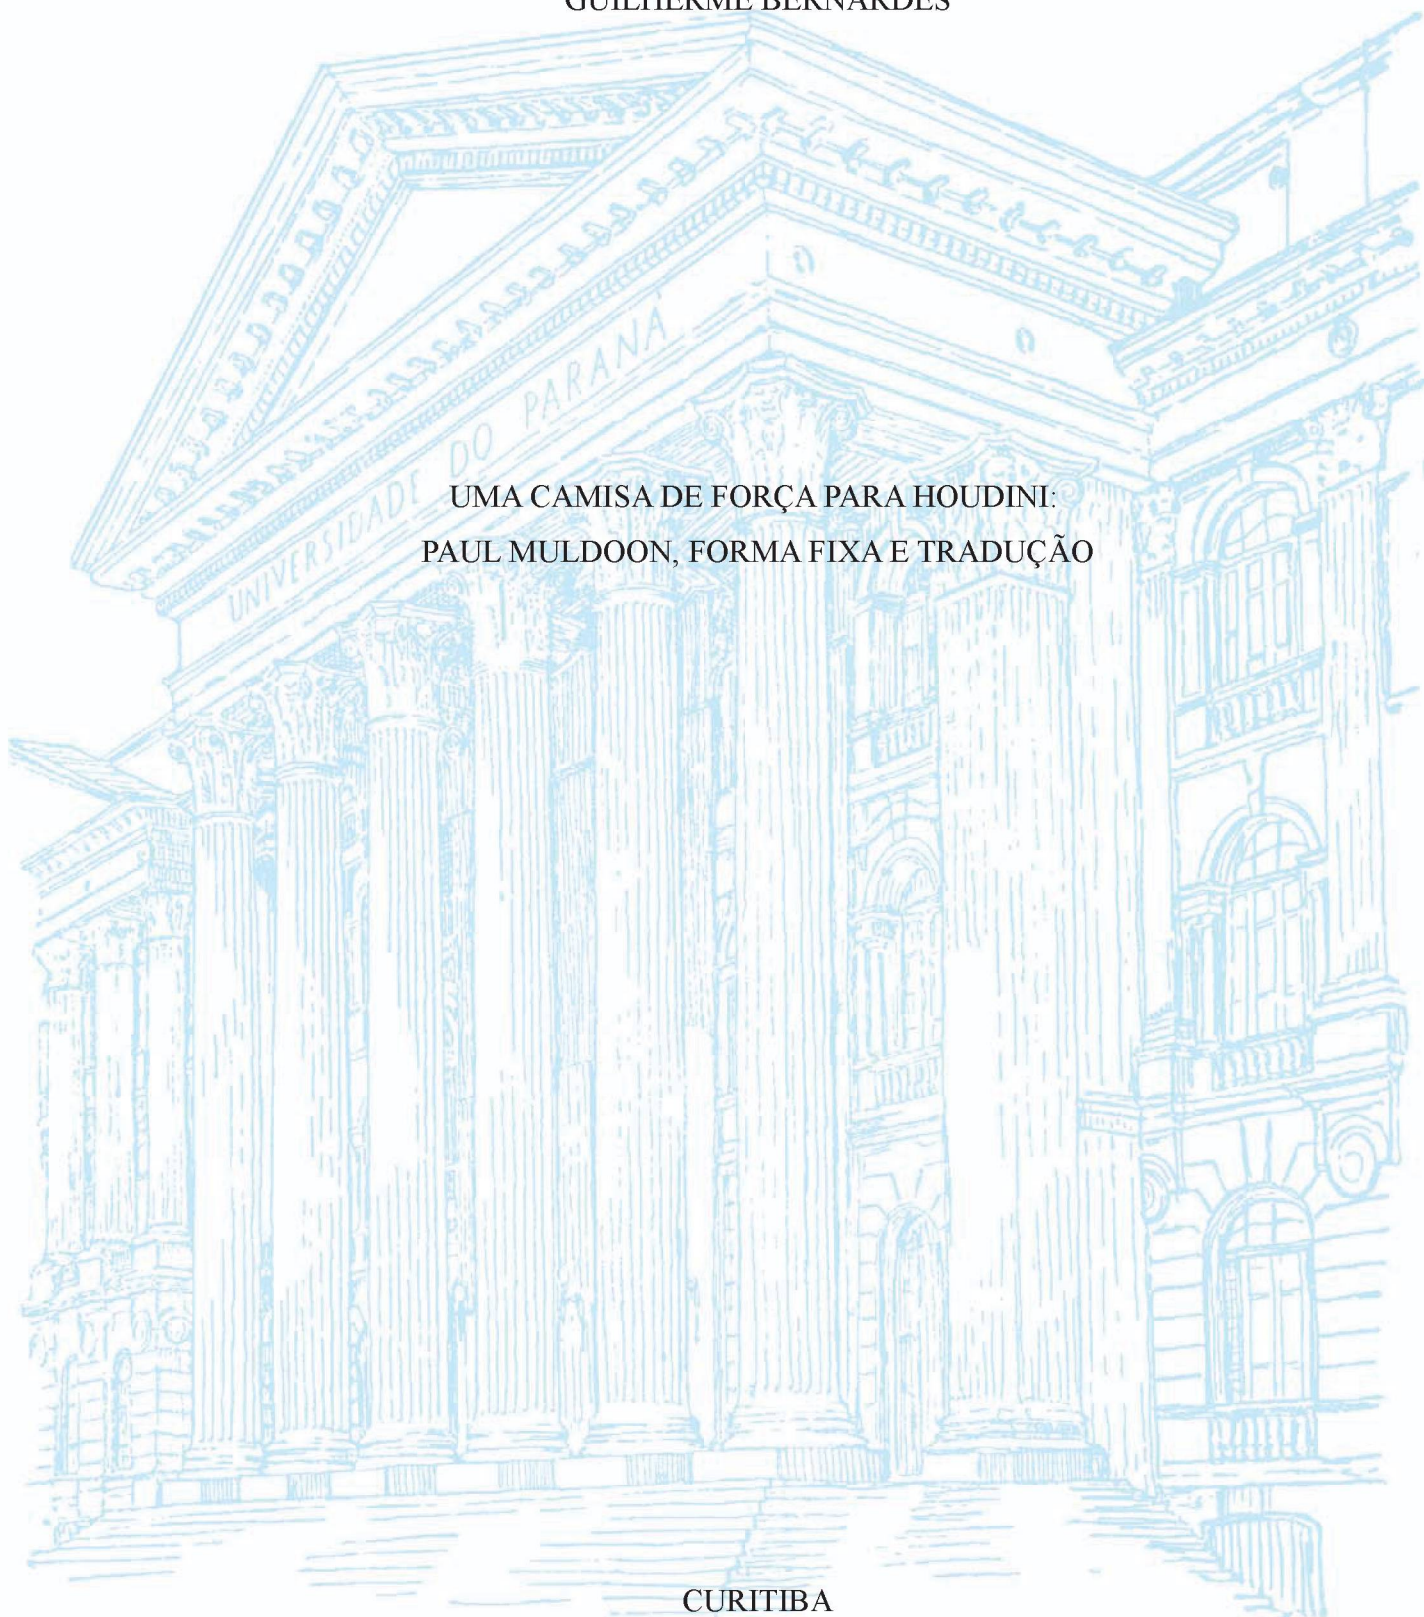 GUILHERME BERNARDES
UNIVERSIDADE DO PARANÁ
UMA CAMISA DE FORÇA PARA HOUDINI:
PAUL MULDOON, FORMA FIXA E TRADUÇÃO
CURITIBA